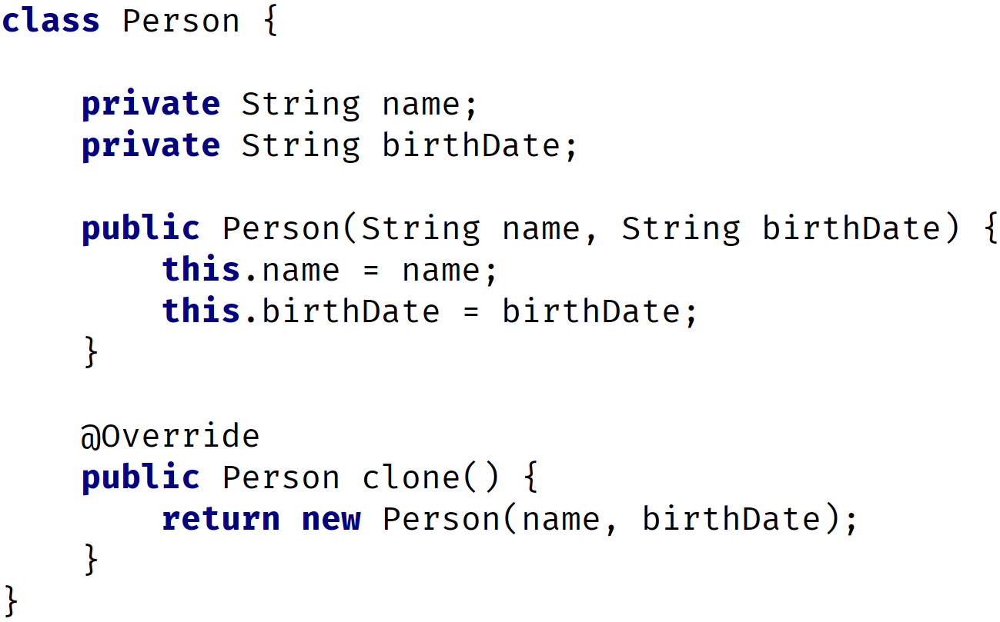 class Person {
    private String name;
    private String birthDate;
    public Person(String name, String birthDate) {
        this.name = name;
        this.birthDate = birthDate;
    }
    @Override
    public Person clone() {
        return new Person(name, birthDate);
    }
}